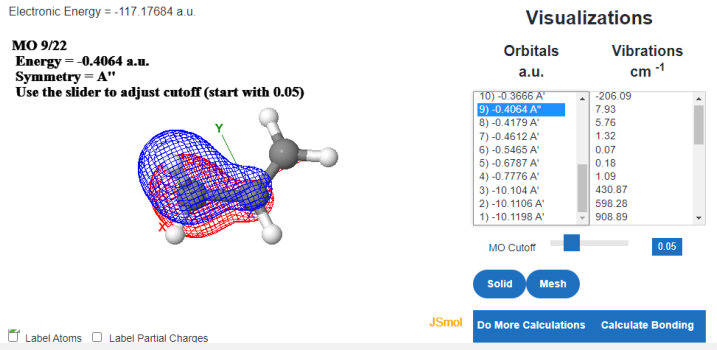 Electronic Energy = -117.17684 a.u.
MO 9/22
Energy = -0.4064 a.u.
Symmetry = A"
Use the slider to adjust cutoff (start with 0.05)
Y
X
JSmol
Label Atoms
Label Partial Charges
Visualizations
Orbitals
a.u.
Vibrations
cm -1
10) -0.3666 A'
9) -0.4064 A"
8) -0.4179 A'
7) -0.4612 A'
6) -0.5465 A'
5) -0.6787 A'
4) -0.7776 A'
3) -10.104 A'
2) -10.1106 A'
1) -10.1198 A'
-206.09
7.93
5.76
1.32
0.07
0.18
1.09
430.87
598.28
908.89
MO Cutoff
0.05
Solid
Mesh
Do More Calculations
Calculate Bonding